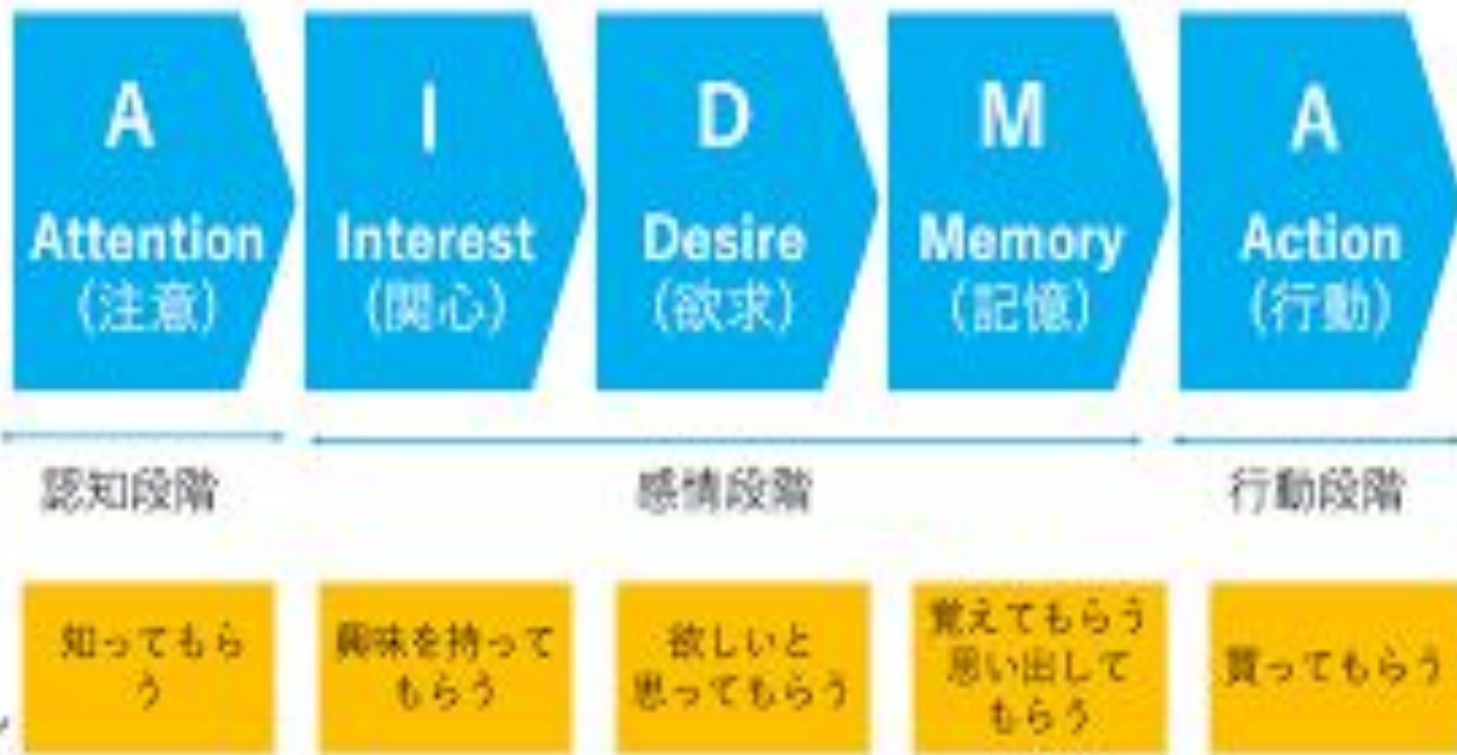 A
Attention
(注意)
I
Interest
(関心)
D
Desire
(欲求)
M
Memory
(記憶)
A
Action
(行動)
認知段階
感情段階
行動段階
知ってもら
う
興味を持って
もらう
欲しいと
思ってもらう
覚えてもらう
思い出して
もらう
買ってもらう